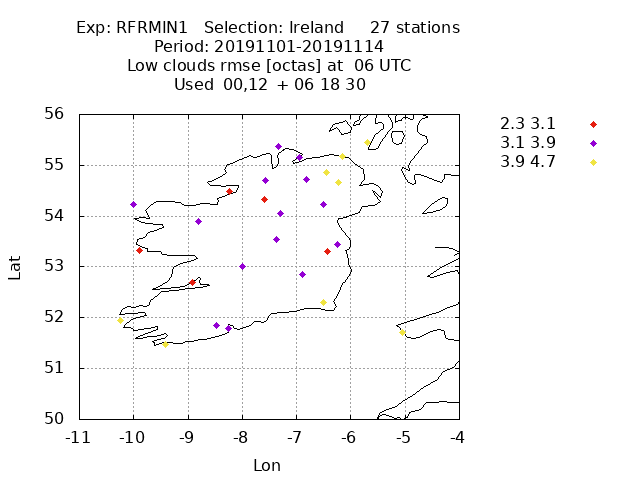 Exp: RFRMIN1 Selection: Ireland 27 stations
Period: 20191101-20191114
Low clouds rmse [octas] at 06 UTC
Used 00,12 + 06 18 30
56
55
54
53
52
51
50
Lat
-11 -10 -9 -8 -7 -6 -5 -4
Lon
2.3 3.1
3.1 3.9
3.9 4.7